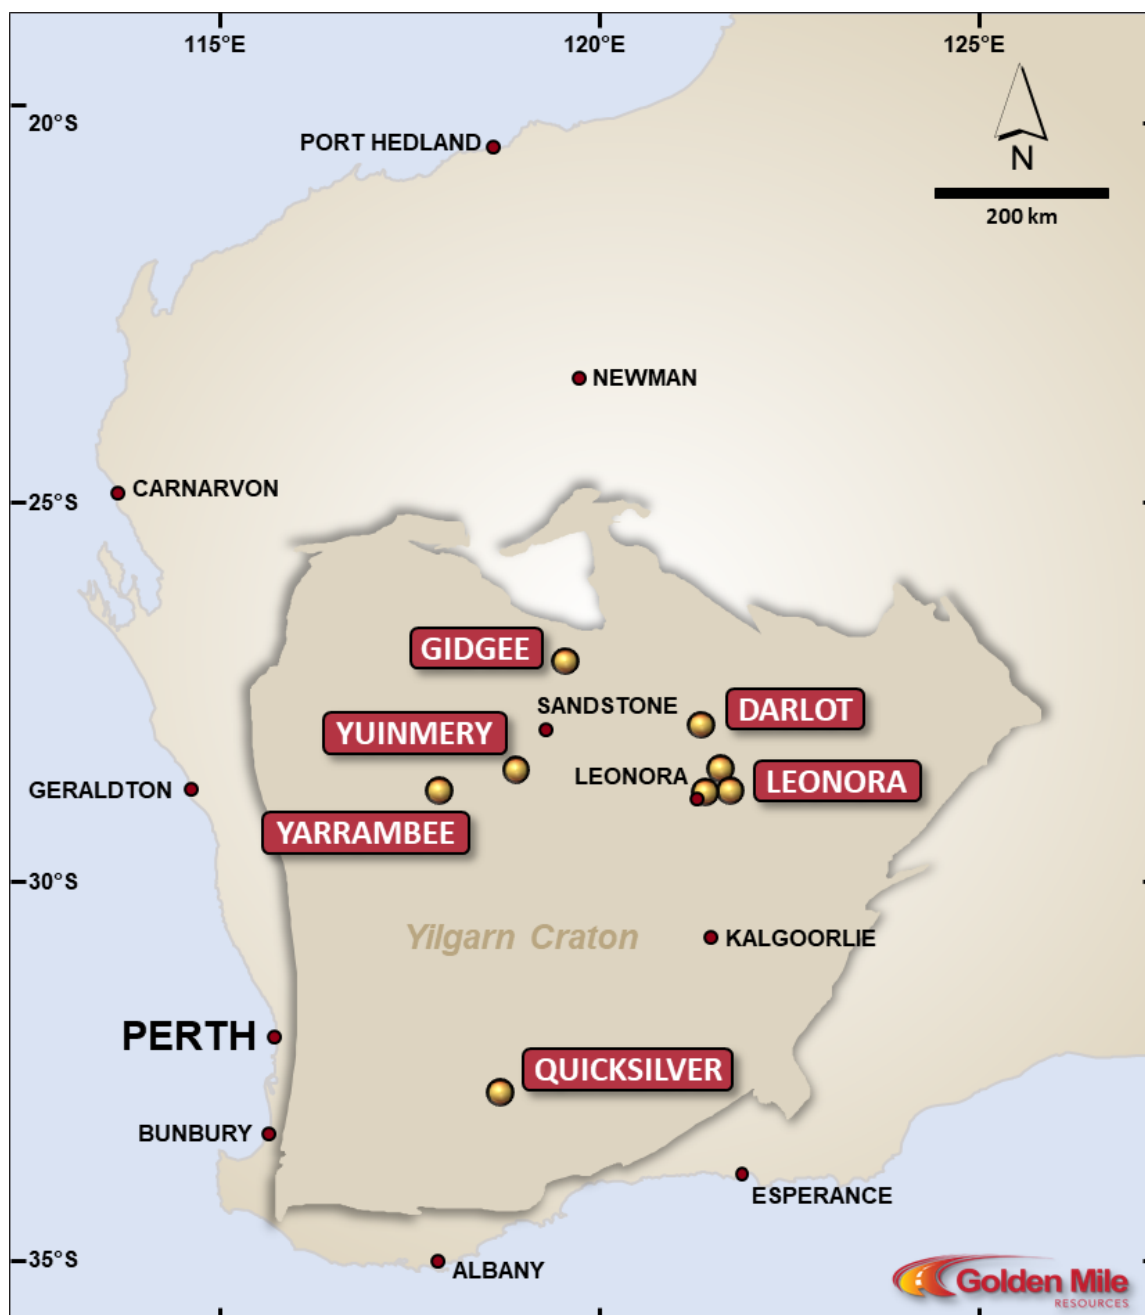 115°E
120°E
125°E
20°S
PORT HEDLAND
N
200 km
NEWMAN
CARNARVON
25°S
GIDGEE
SANDSTONE
DARLOT
YUINMERY
LEONORA
LEONORA
GERALDTON
YARRAMBEE
30°S
Yilgarn Craton
KALGOORLIE
PERTH
QUICKSILVER
BUNBURY
ESPERANCE
35°S
ALBANY
Golden Mile
RESOURCES